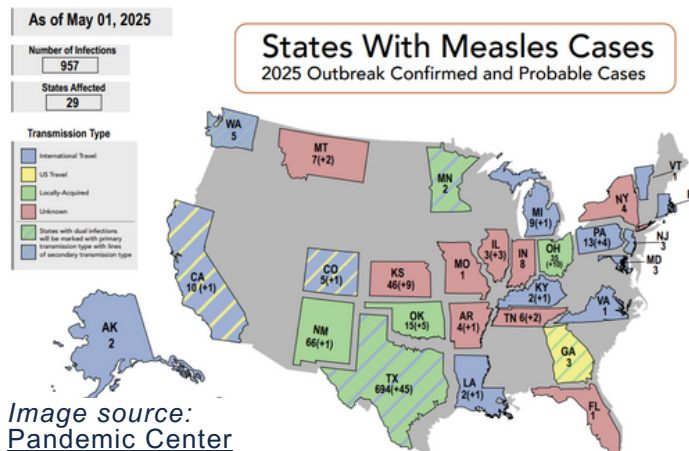 As of May 01, 2025
Number of Infections
957
States Affected
29
Transmission Type
International Travel
US Travel
Locally-Acquired
Unknown
States with dual infections
will be marked with primary
transmission type with lines
of secondary transmission type
States With Measles Cases
2025 Outbreak Confirmed and Probable Cases
WA
5
MT
7(+2)
MN
2
VT
1
MI
9(+1)
NY
4
PA
13(+4)
NJ
3
MD
3
OH
35
(+10)
IN
8
IL
3(+3)
MO
1
KS
46(+9)
CO
5(+1)
CA
10 (+1)
KY
2(+1)
VA
1
TN 6(+2)
AR
4(+1)
OK
15(+5)
NM
66(+1)
TX
694(+45)
LA
2(+1)
GA
3
FL
1
AK
2
Image source:
Pandemic Center